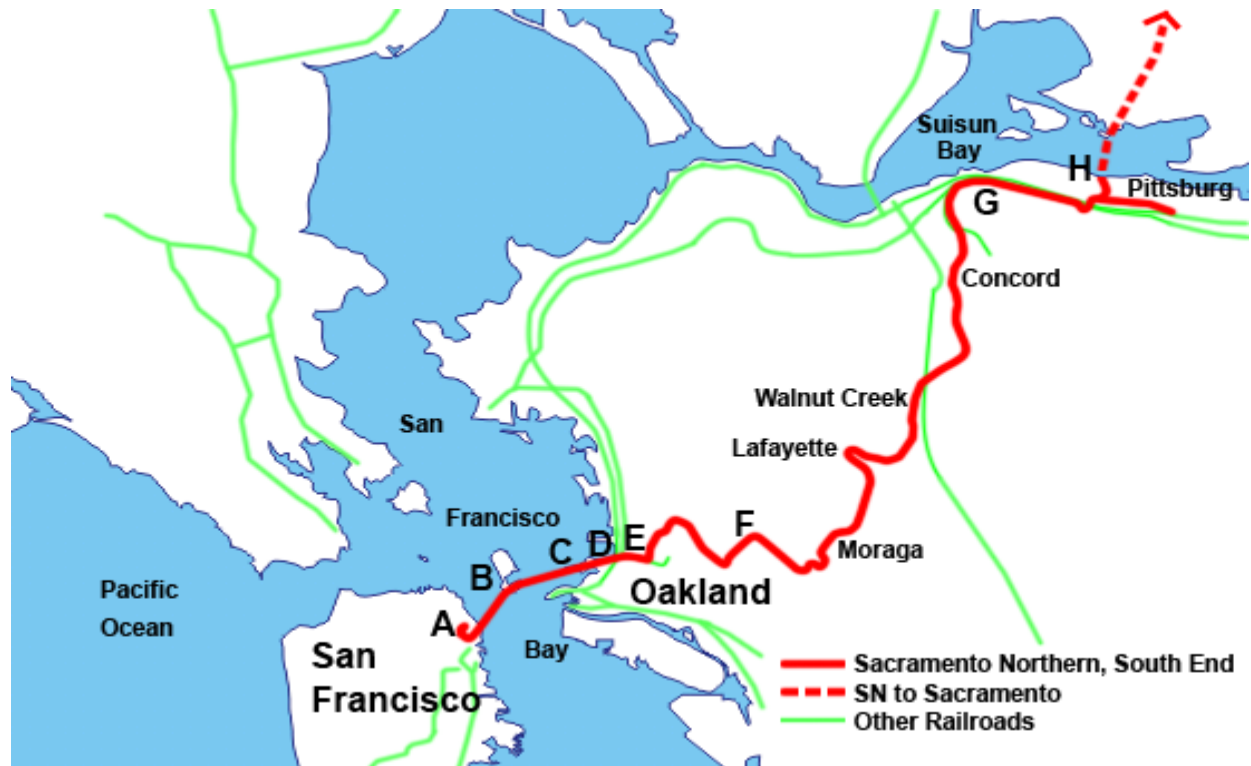 Suisun
Bay
H
Pittsburg
G
Concord
Walnut Creek
San
Lafayette
Francisco
F
E
D
C
Moraga
B
Pacific
Ocean
Oakland
A
Bay
San
Francisco
Sacramento Northern, South End
SN to Sacramento
Other Railroads